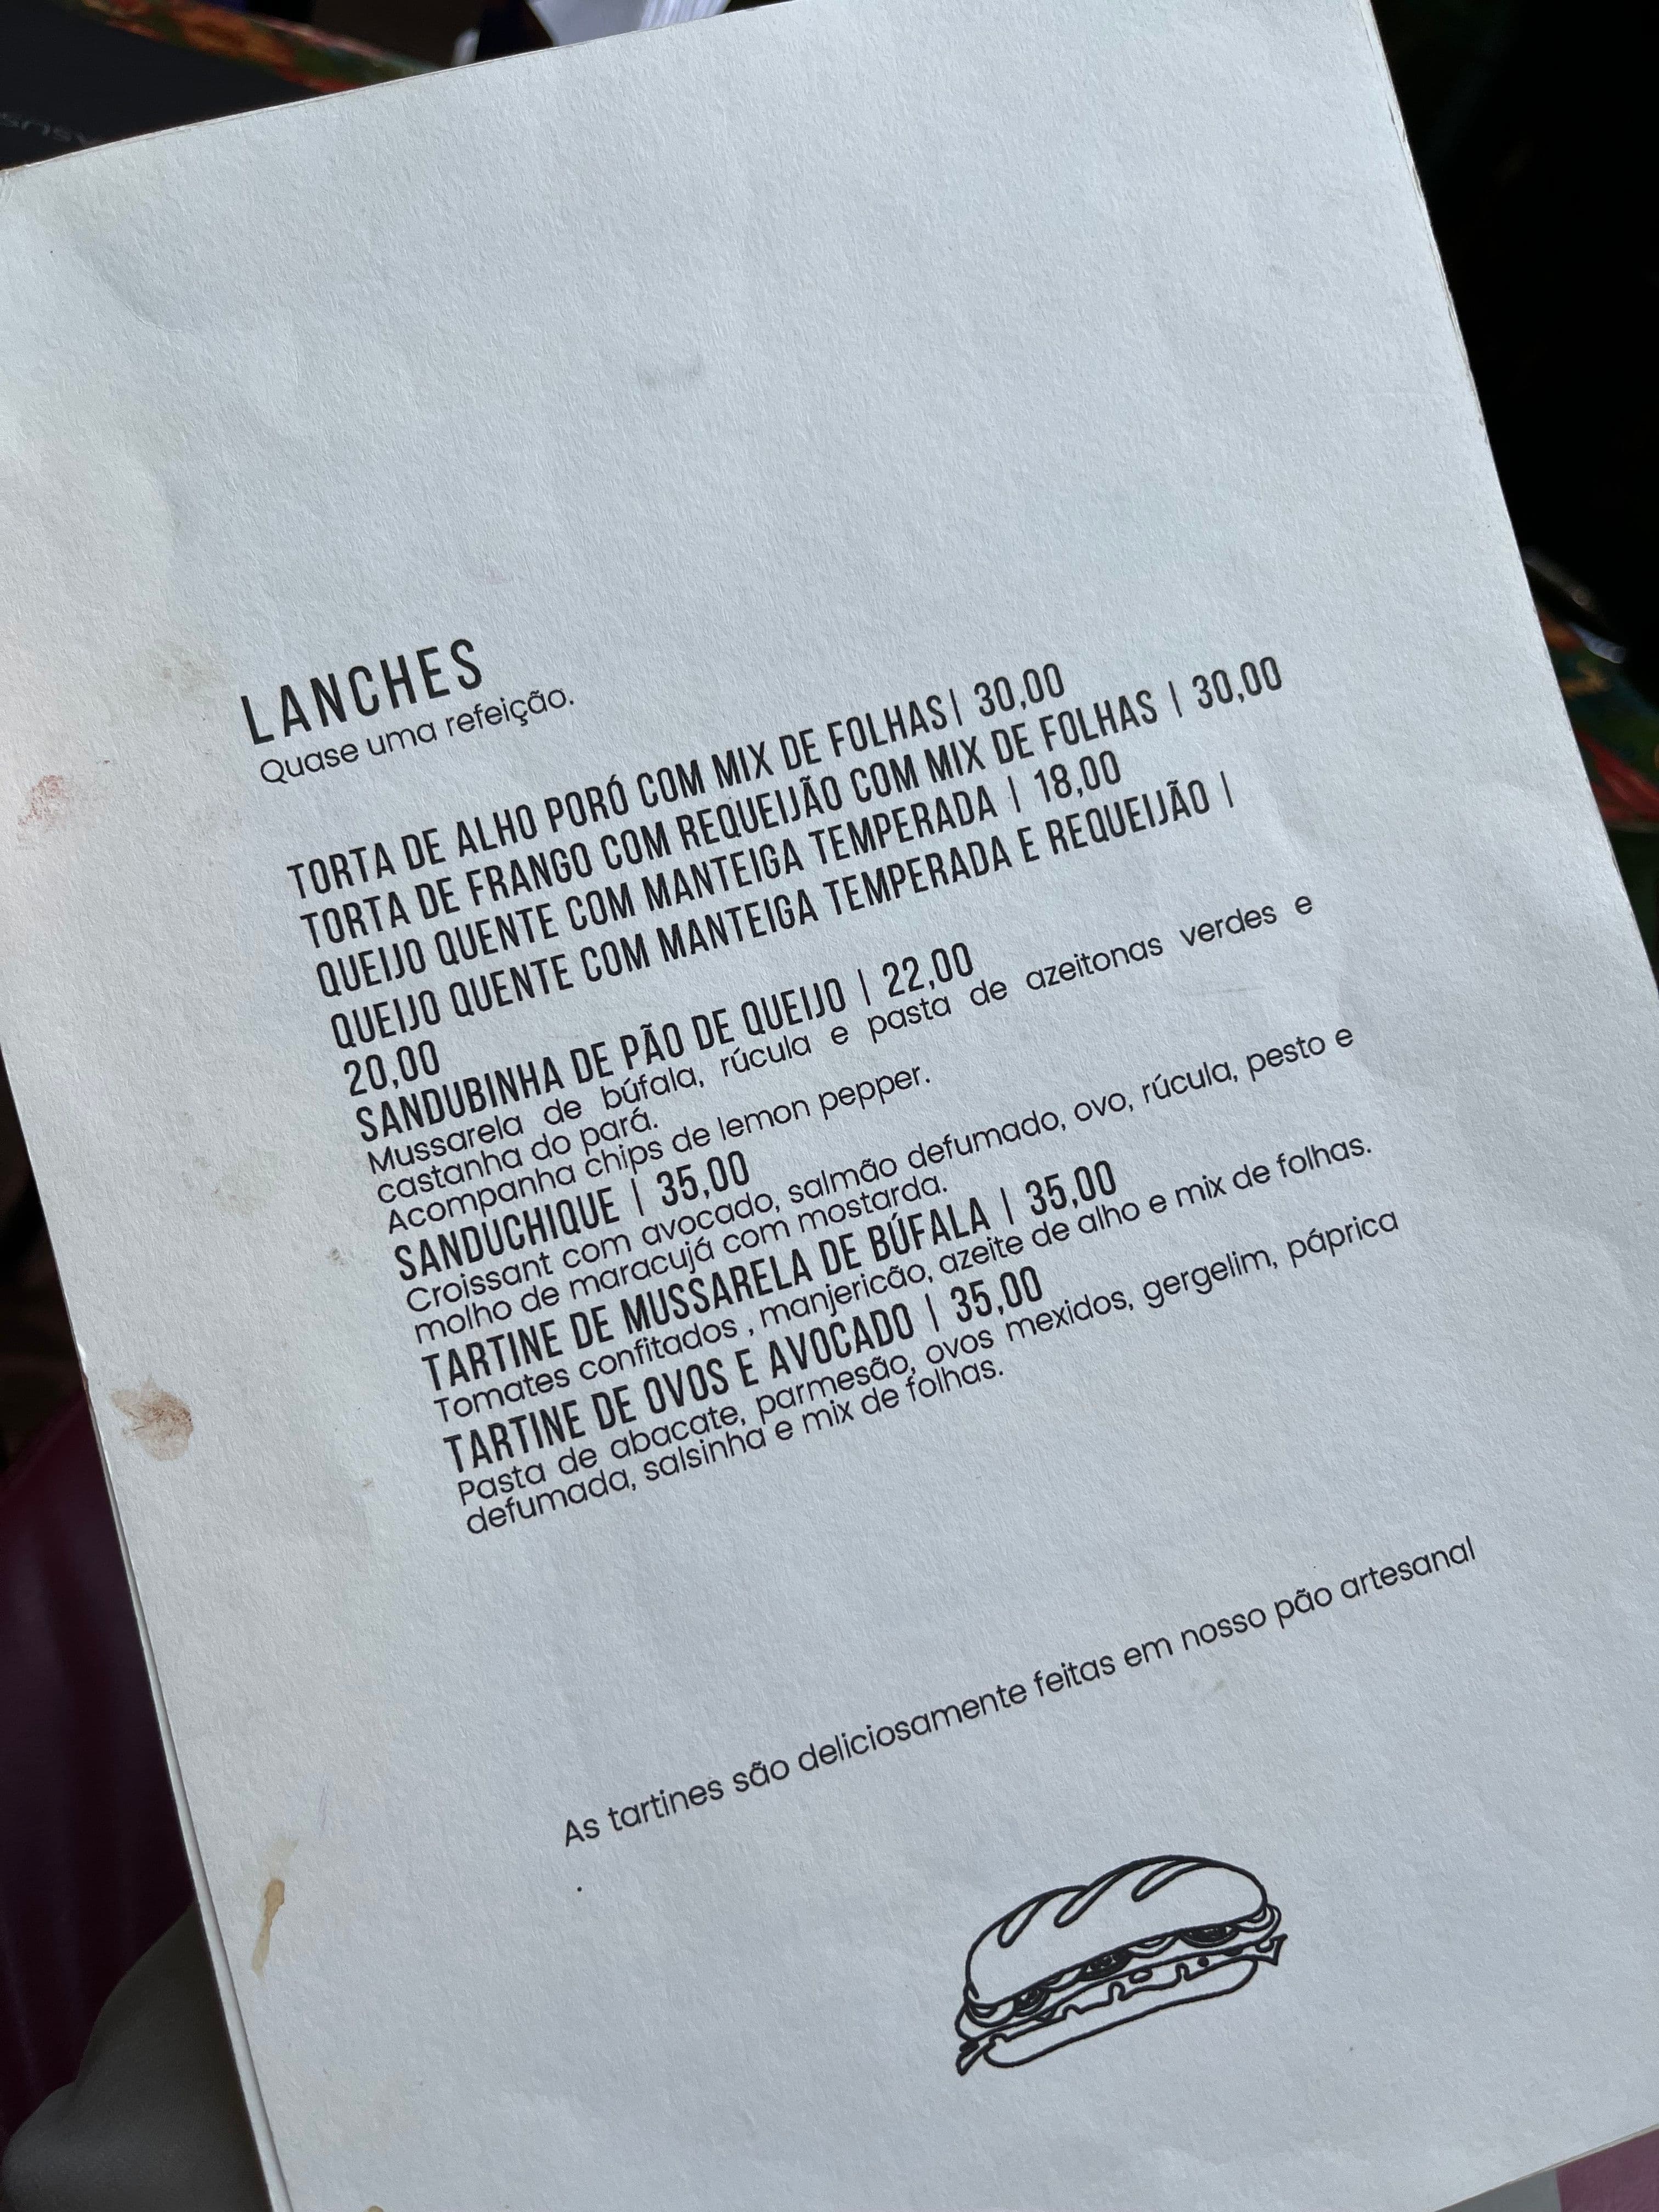 LANCHES
Quase uma refeição.
TORTA DE ALHO PORÓ COM MIX DE FOLHAS| 30,00
TORTA DE FRANGO COM REQUEIJÃO COM MIX DE FOLHAS | 30,00
QUEIJO QUENTE COM MANTEIGA TEMPERADA | 18,00
QUEIJO QUENTE COM MANTEIGA TEMPERADA E REQUEIJÃO |
20,00
SANDUBINHA DE PÃO DE QUEIJO | 22,00
Mussarela de búfala, rúcula e pasta de azeitonas verdes e
castanha do pará.
Acompanha chips de lemon pepper.
SANDUCHIQUE | 35,00
Croissant com avocado, salmão defumado, ovo, rúcula, pesto e
molho de maracujá com mostarda.
TARTINE DE MUSSARELA DE BÚFALA | 35,00
Tomates confitados , manjericão, azeite de alho e mix de folhas.
TARTINE DE OVOS E AVOCADO | 35,00
Pasta de abacate, parmesão, ovos mexidos, gergelim, páprica
defumada, salsinha e mix de folhas.
As tartines são deliciosamente feitas em nosso pão artesanal
.